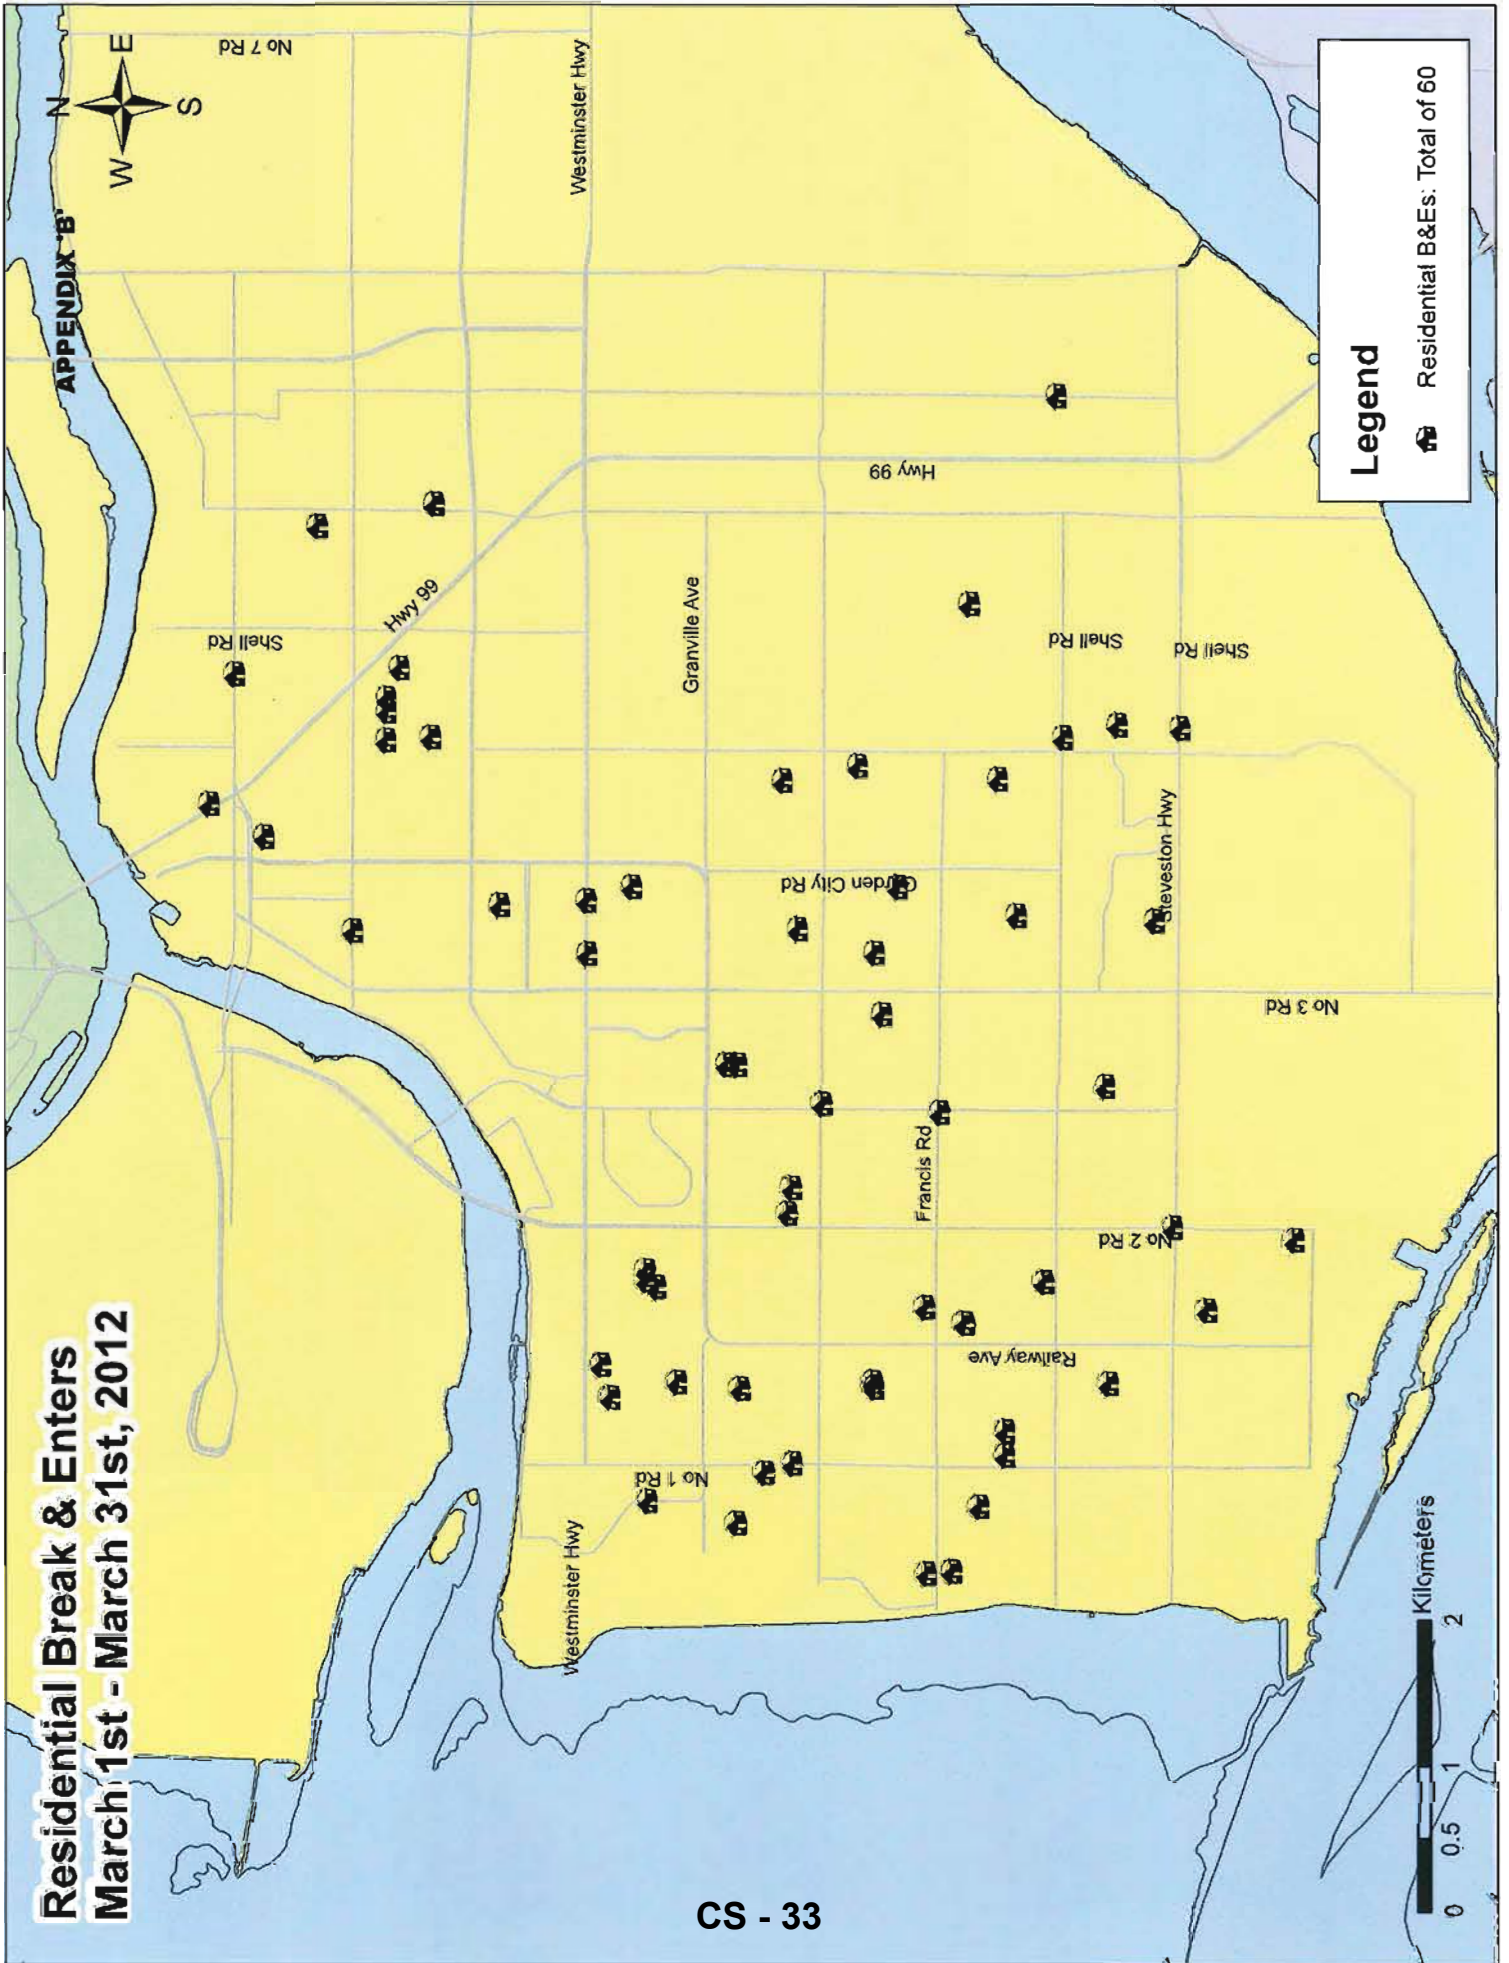 Residential Break & Enters
March 1st - March 31st, 2012
APPENDIX 'B'
N
W
E
S
No 7 Rd
Westminster Hwy
Shell Rd
Hwy 99
Granville Ave
Hwy 99
Garden City Rd
Shell Rd
Shell Rd
Steveston Hwy
No 3 Rd
Francis Rd
No 2 Rd
Railway Ave
No 1 Rd
Westminster Hwy
Legend
Residential B&Es: Total of 60
0 0.5 1 2
Kilometers
CS - 33